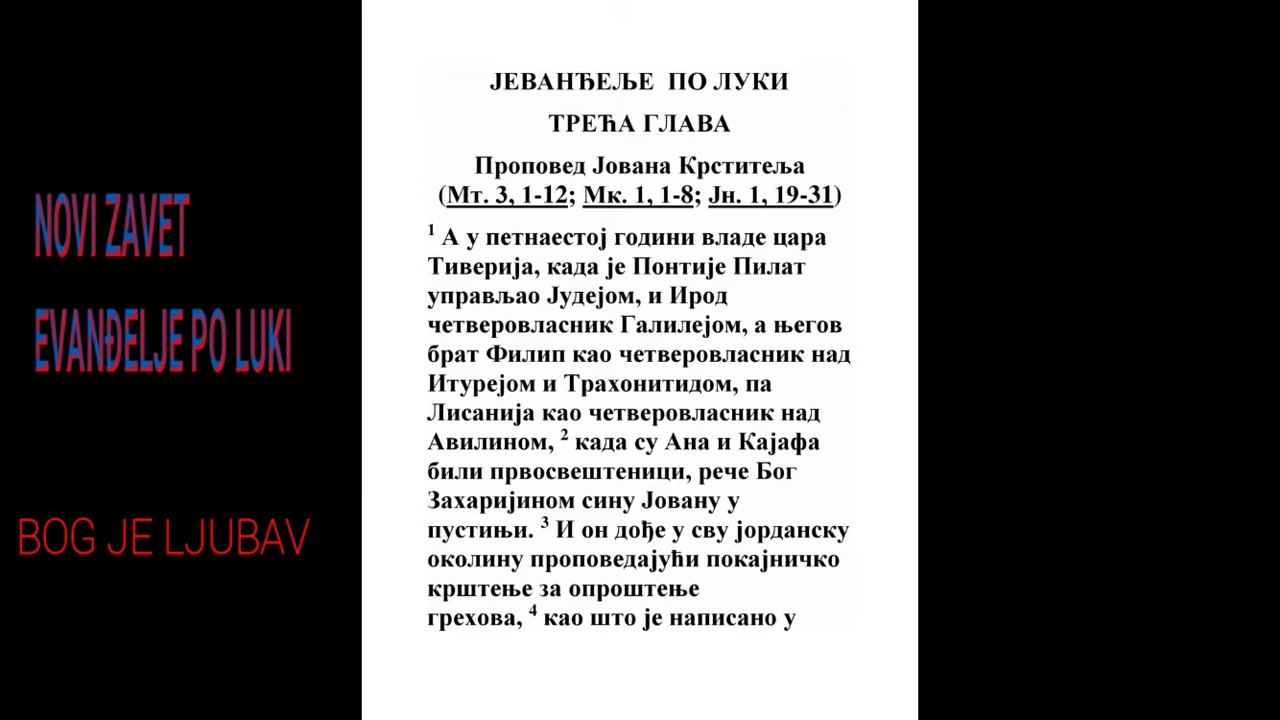 NOVI ZAVET
EVANĐELJE PO LUKI
BOG JE LJUBAV
ЈЕВАНЂЕЉЕ ПО ЛУКИ
ТРЕЋА ГЛАВА
Проповед Јована Крститеља
(Мт. 3, 1-12; Мк. 1, 1-8; Јн. 1, 19-31)
1 А у петнаестој години владе цара
Тиверија, када је Понтије Пилат
управљао Јудејом, и Ирод
четверовласник Галилејом, а његов
брат Филип као четверовласник над
Итурејом и Трахонитидом, па
Лисанија као четверовласник над
Авилином, 2 када су Ана и Кајафа
били првосвештеници, рече Бог
Захаријином сину Јовану у
пустињи. 3 И он дође у сву јорданску
околину проповедајући покајничко
крштење за опроштење
грехова, 4 као што је написано у